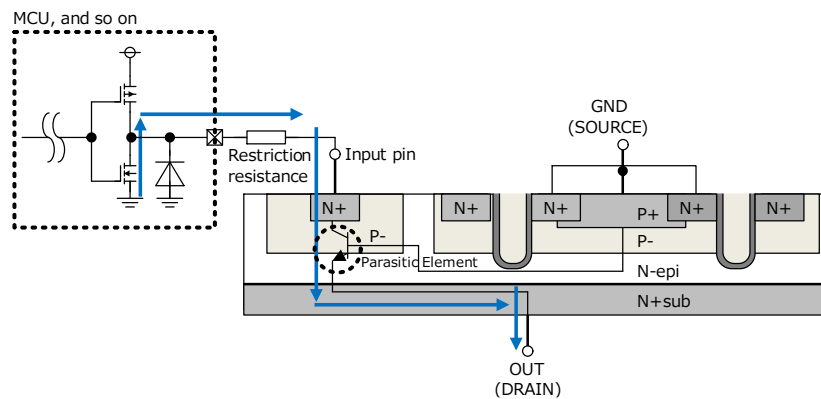 MCU, and so on
GND
(SOURCE)
Restriction
resistance
Input pin
N+
N+
N+
P+
N+
N+
P-
P-
Parasitic Element
N-epi
N+sub
OUT
(DRAIN)